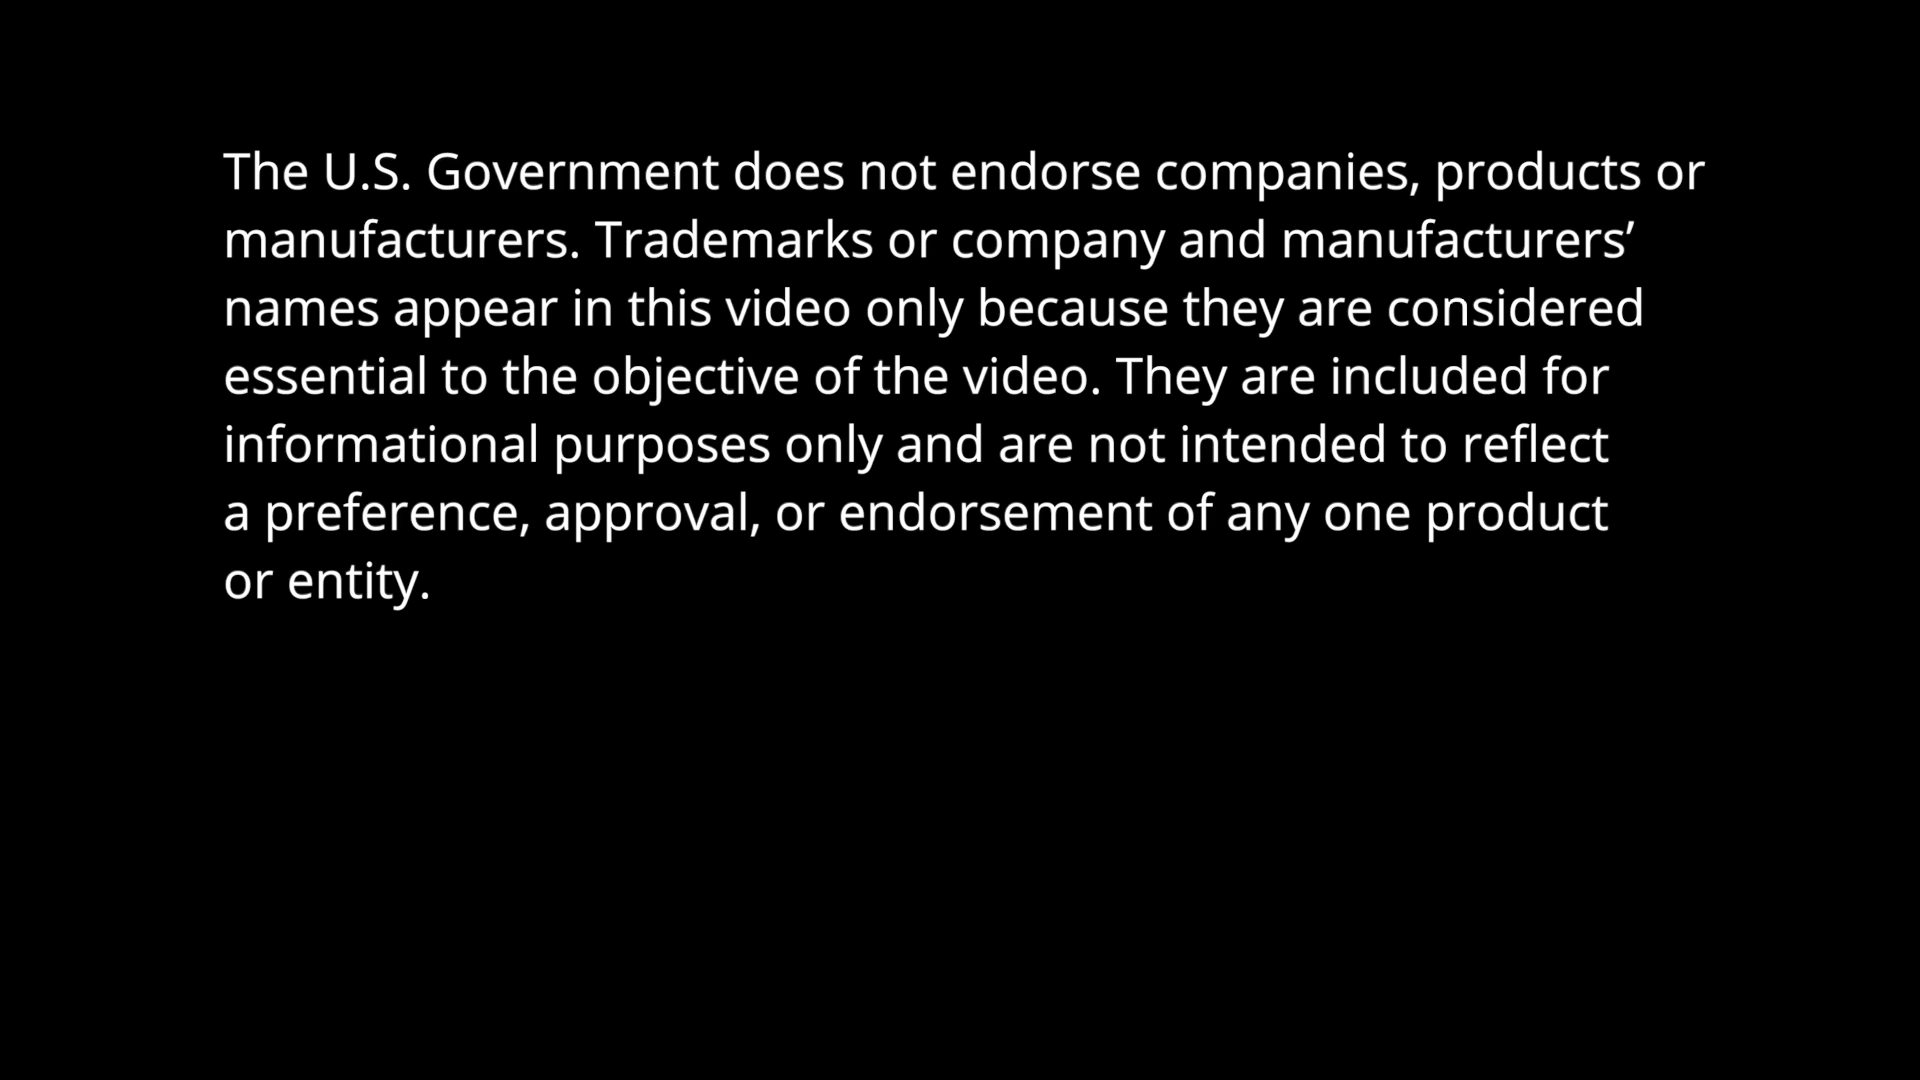 The U.S. Government does not endorse companies, products or
manufacturers. Trademarks or company and manufacturers’
names appear in this video only because they are considered
essential to the objective of the video. They are included for
informational purposes only and are not intended to reflect
a preference, approval, or endorsement of any one product
or entity.